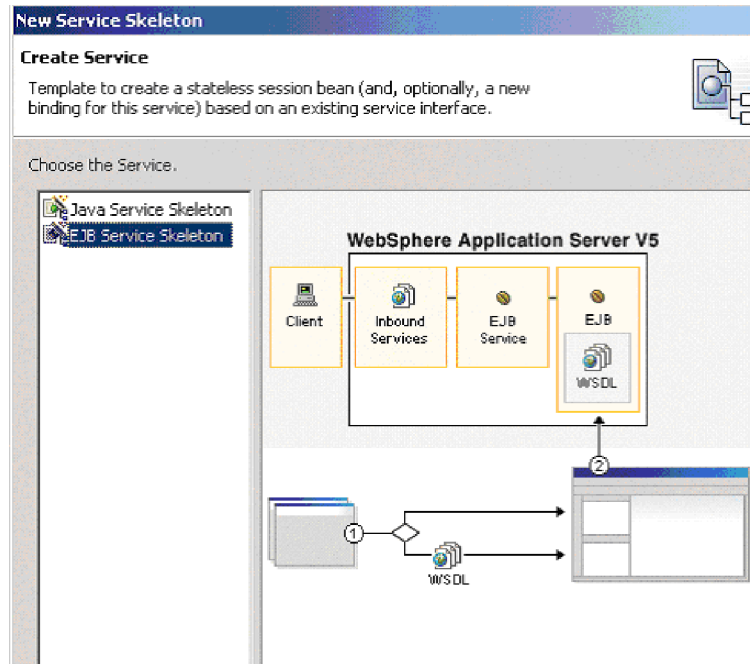 New Service Skeleton
Create Service
Template to create a stateless session bean (and, optionally, a new
binding for this service) based on an existing service interface.
Choose the Service.
Java Service Skeleton
EJB Service Skeleton
WebSphere Application Server V5
Client
Inbound
Services
EJB
Service
EJB
WSDL
2
1
WSDL